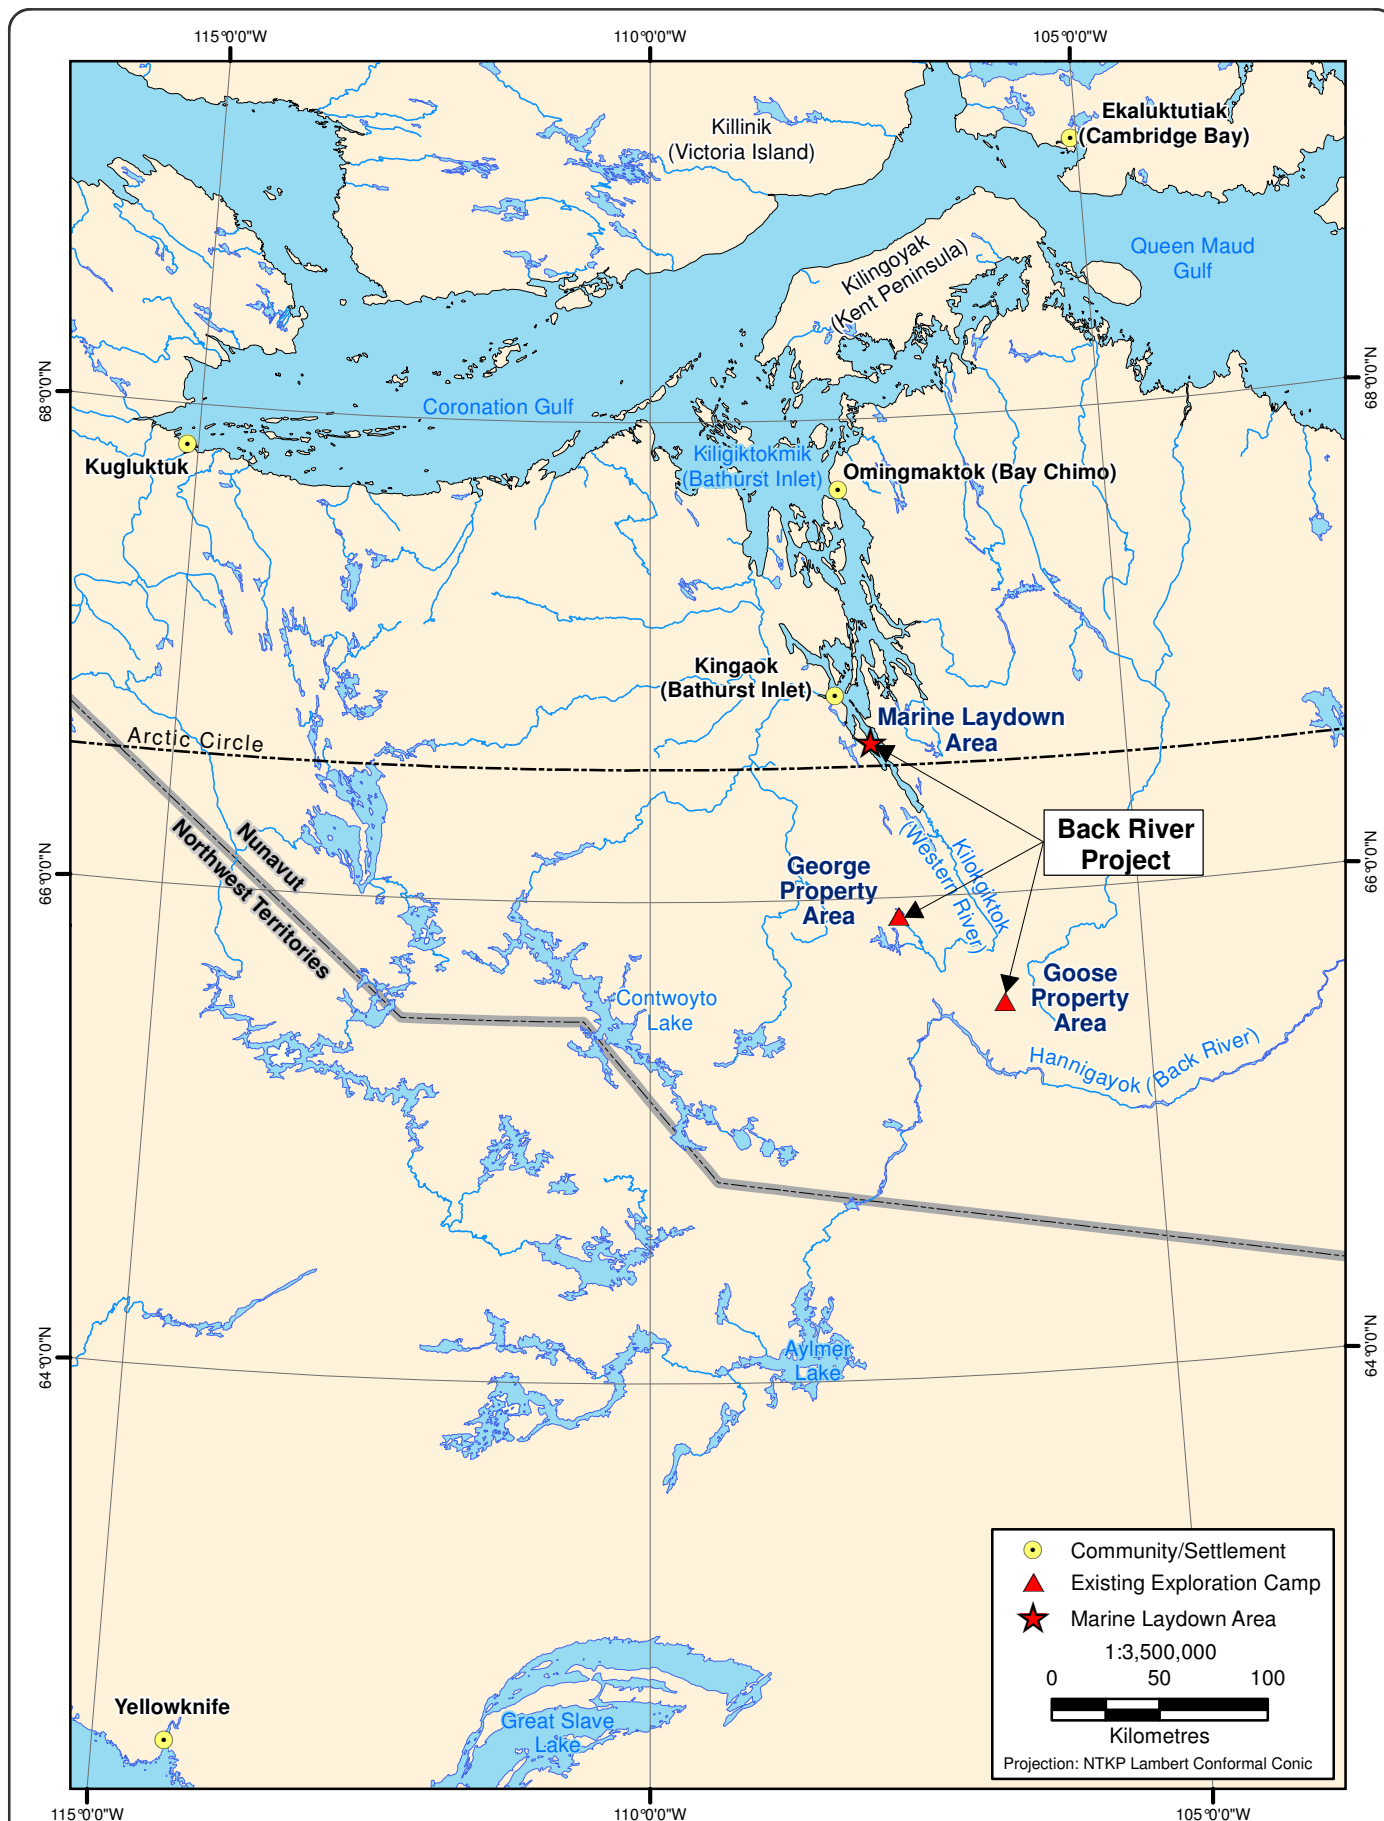 115°0'0"W
110°0'0"W
105°0'0"W
Ekaluktutiak
(Cambridge Bay)
Killinik
(Victoria Island)
Queen Maud
Gulf
Kilingoyak
(Kent Peninsula)
68°0'0"N
68°0'0"N
Coronation Gulf
Kugluktuk
Kiligiktokmik
(Bathurst Inlet)
Omingmaktok (Bay Chimo)
Kingaok
(Bathurst Inlet)
Marine Laydown
Area
Arctic Circle
Back River
Project
Nunavut
Northwest Territories
Kilokgiktok
(Western River)
George
Property
Area
66°0'0"N
66°0'0"N
Goose
Property
Area
Contwoyto
Lake
Hannigayok (Back River)
64°0'0"N
64°0'0"N
Aylmer
Lake
Community/Settlement
Existing Exploration Camp
Marine Laydown Area
1:3,500,000
0 50 100
Kilometres
Projection: NTKP Lambert Conformal Conic
Yellowknife
Great Slave
Lake
115°0'0"W
110°0'0"W
105°0'0"W